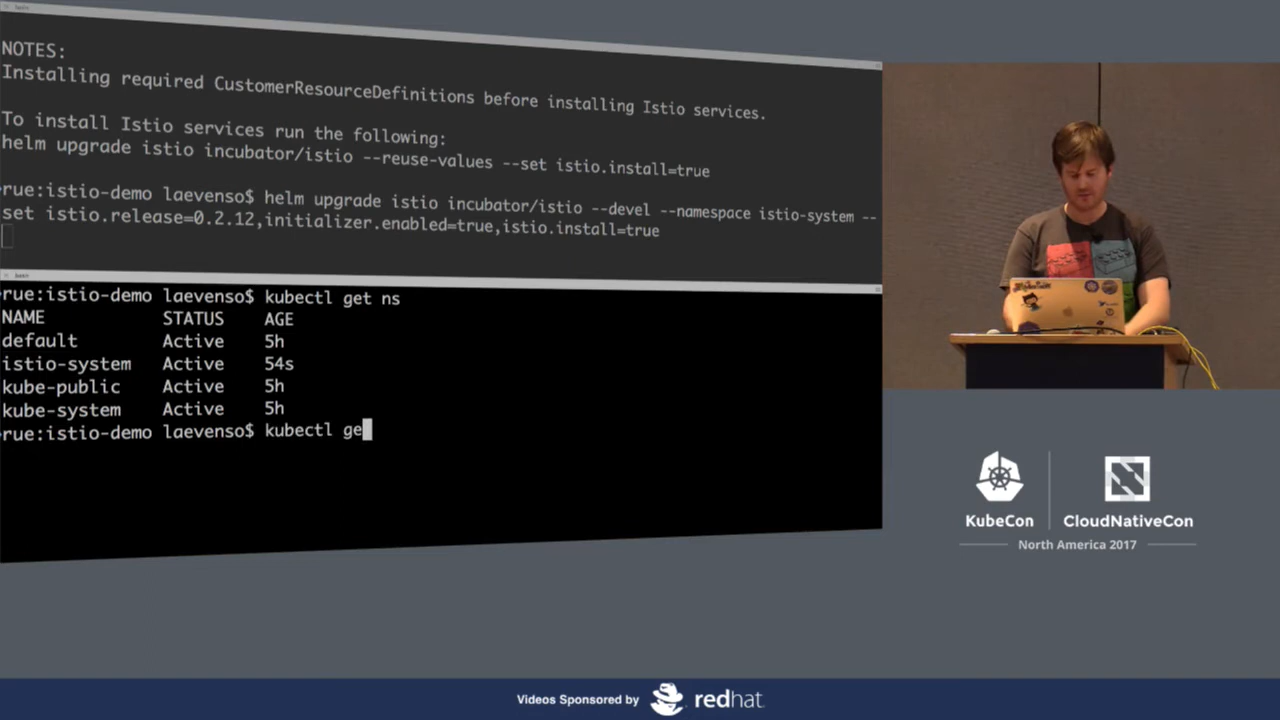 NOTES:
Installing required CustomerResourceDefinitions before installing Istio services.
To install Istio services run the following:
helm upgrade istio incubator/istio --reuse-values --set istio.install=true
rue:istio-demo laevenso$ helm upgrade istio incubator/istio --devel --namespace istio-system --
set istio.release=0.2.12,initializer.enabled=true,istio.install=true
rue:istio-demo laevenso$ kubectl get ns
NAME STATUS AGE
default Active 5h
istio-system Active 54s
kube-public Active 5h
kube-system Active 5h
rue:istio-demo laevenso$ kubectl ge
KubeCon
CloudNativeCon
North America 2017
Videos Sponsored by
redhat